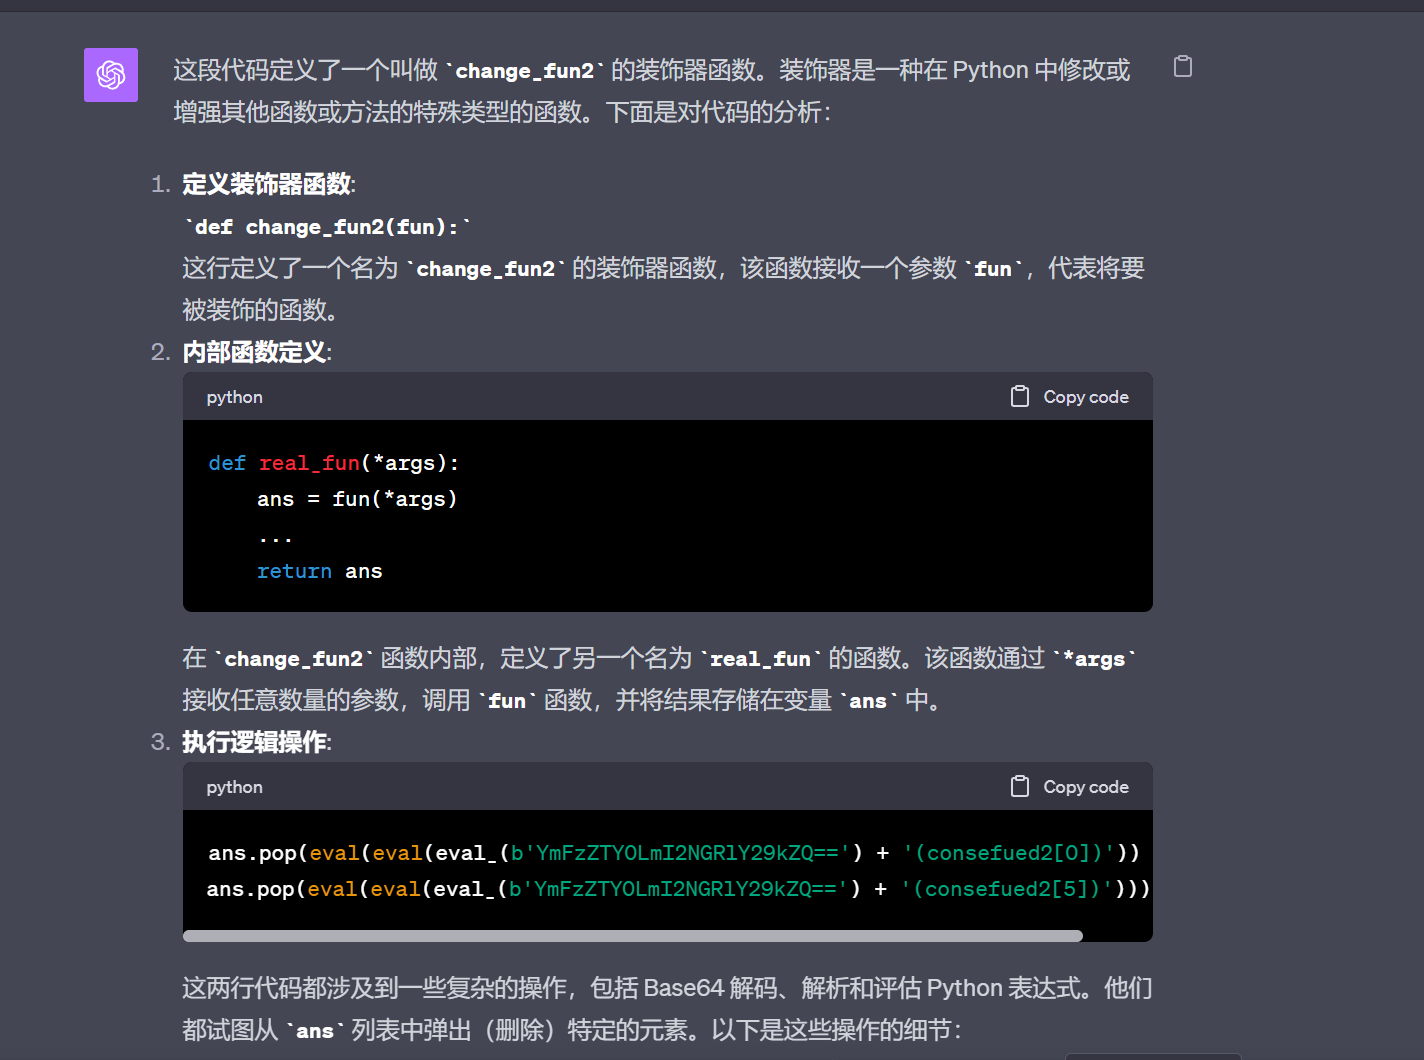 这段代码定义了一个叫做 `change_fun2` 的装饰器函数。装饰器是一种在 Python 中修改或
增强其他函数或方法的特殊类型的函数。下面是对代码的分析：
1. 定义装饰器函数:
`def change_fun2(fun):`
这行定义了一个名为 `change_fun2` 的装饰器函数，该函数接收一个参数 `fun`，代表将要
被装饰的函数。
2. 内部函数定义:
python Copy code
def real_fun(*args):
    ans = fun(*args)
    ...
    return ans
在 `change_fun2` 函数内部，定义了另一个名为 `real_fun` 的函数。该函数通过 `*args`
接收任意数量的参数，调用 `fun` 函数，并将结果存储在变量 `ans` 中。
3. 执行逻辑操作:
python Copy code
ans.pop(eval(eval(eval_(b'YmFzZTY0LmI2NGRlY29kZQ==') + '(consefued2[0])'))
ans.pop(eval(eval(eval_(b'YmFzZTY0LmI2NGRlY29kZQ==') + '(consefued2[5])')))
这两行代码都涉及到一些复杂的操作，包括 Base64 解码、解析和评估 Python 表达式。他们
都试图从 `ans` 列表中弹出（删除）特定的元素。以下是这些操作的细节：